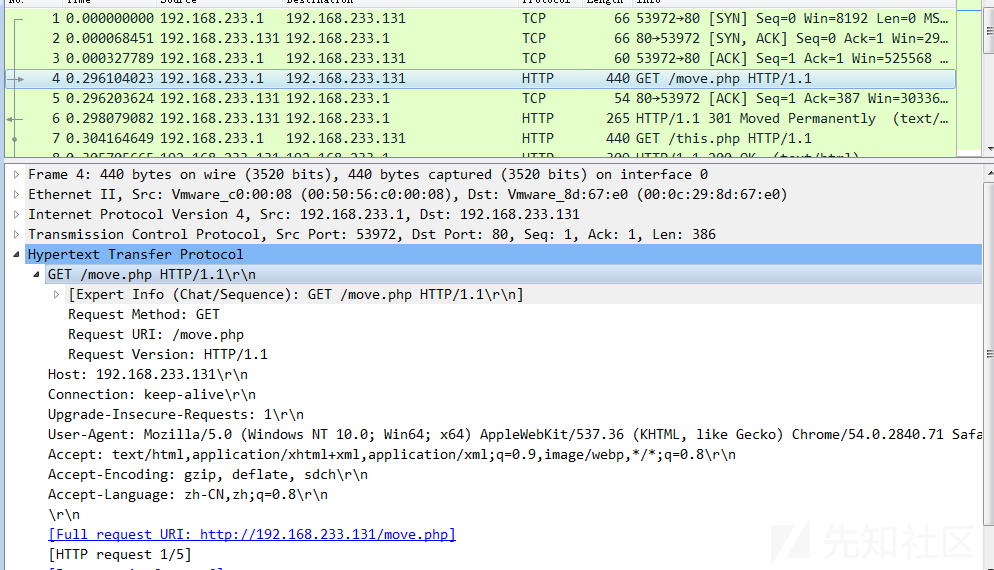 No. Time Source Destination Protocol Length Info
1 0.000000000 192.168.233.1 192.168.233.131 TCP 66 53972→80 [SYN] Seq=0 Win=8192 Len=0 MS…
2 0.000068451 192.168.233.131 192.168.233.1 TCP 66 80→53972 [SYN, ACK] Seq=0 Ack=1 Win=29…
3 0.000327789 192.168.233.1 192.168.233.131 TCP 60 53972→80 [ACK] Seq=1 Ack=1 Win=525568 …
4 0.296104023 192.168.233.1 192.168.233.131 HTTP 440 GET /move.php HTTP/1.1
5 0.296203624 192.168.233.131 192.168.233.1 TCP 54 80→53972 [ACK] Seq=1 Ack=387 Win=30336…
6 0.298079082 192.168.233.131 192.168.233.1 HTTP 265 HTTP/1.1 301 Moved Permanently (text/…
7 0.304164649 192.168.233.1 192.168.233.131 HTTP 440 GET /this.php HTTP/1.1
Frame 4: 440 bytes on wire (3520 bits), 440 bytes captured (3520 bits) on interface 0
Ethernet II, Src: Vmware_c0:00:08 (00:50:56:c0:00:08), Dst: Vmware_8d:67:e0 (00:0c:29:8d:67:e0)
Internet Protocol Version 4, Src: 192.168.233.1, Dst: 192.168.233.131
Transmission Control Protocol, Src Port: 53972, Dst Port: 80, Seq: 1, Ack: 1, Len: 386
Hypertext Transfer Protocol
GET /move.php HTTP/1.1\r\n
[Expert Info (Chat/Sequence): GET /move.php HTTP/1.1\r\n]
Request Method: GET
Request URI: /move.php
Request Version: HTTP/1.1
Host: 192.168.233.131\r\n
Connection: keep-alive\r\n
Upgrade-Insecure-Requests: 1\r\n
User-Agent: Mozilla/5.0 (Windows NT 10.0; Win64; x64) AppleWebKit/537.36 (KHTML, like Gecko) Chrome/54.0.2840.71 Safa
Accept: text/html,application/xhtml+xml,application/xml;q=0.9,image/webp,*/*;q=0.8\r\n
Accept-Encoding: gzip, deflate, sdch\r\n
Accept-Language: zh-CN,zh;q=0.8\r\n
\r\n
[Full request URI: http://192.168.233.131/move.php]
[HTTP request 1/5]
先知社区